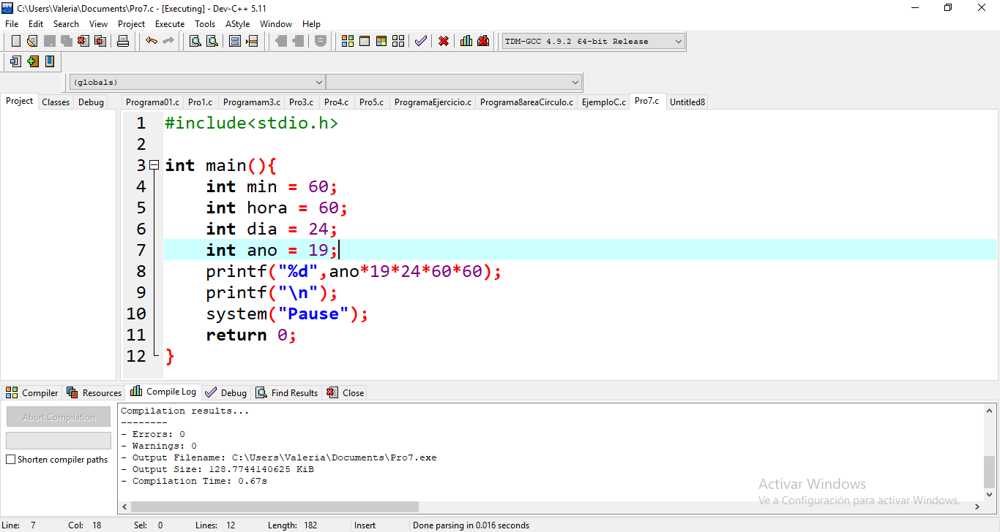 C:\Users\Valeria\Documents\Pro7.c - [Executing] - Dev-C++ 5.11
File Edit Search View Project Execute Tools AStyle Window Help
TDM-GCC 4.9.2 64-bit Release
(globals)
Project Classes Debug
Programa01.c Pro1.c Programam3.c Pro3.c Pro4.c Pro5.c ProgramaEjercicio.c Programa8areaCirculo.c EjemploC.c Pro7.c Untitled8
1 #include<stdio.h>
2
3 int main(){
4 int min = 60;
5 int hora = 60;
6 int dia = 24;
7 int ano = 19;
8 printf("%d",ano*19*24*60*60);
9 printf("\n");
10 system("Pause");
11 return 0;
12 }
Compiler Resources Compile Log Debug Find Results Close
Abort Compilation
Shorten compiler paths
Compilation results...
--------
- Errors: 0
- Warnings: 0
- Output Filename: C:\Users\Valeria\Documents\Pro7.exe
- Output Size: 128.7744140625 KiB
- Compilation Time: 0.67s
Activar Windows
Ve a Configuración para activar Windows.
Line: 7 Col: 18 Sel: 0 Lines: 12 Length: 182 Insert Done parsing in 0.016 seconds